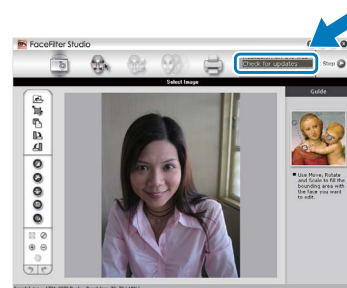 FaceFilter Studio
Check for updates
Step
Select Image
Guide
Use Move, Rotate
and Scale to fill the
bounding area with
the face you want
to edit.